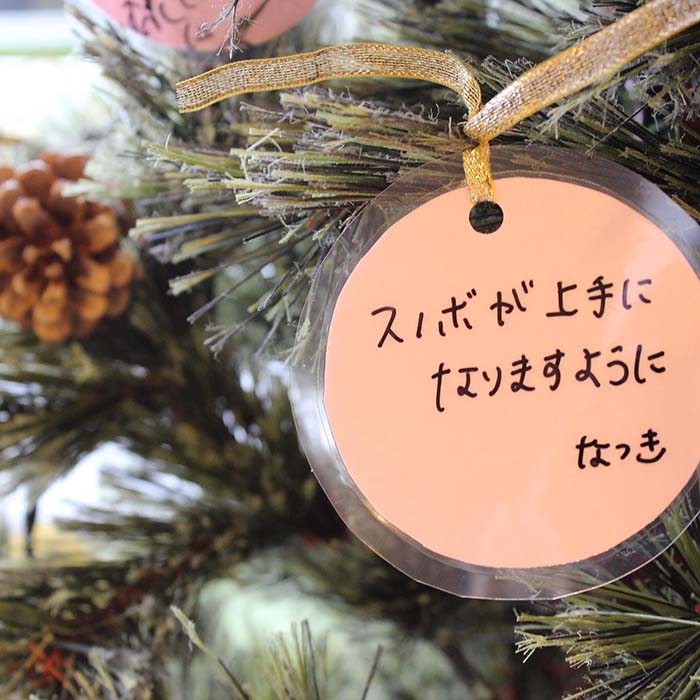 スノボが上手に
なりますように
なっき